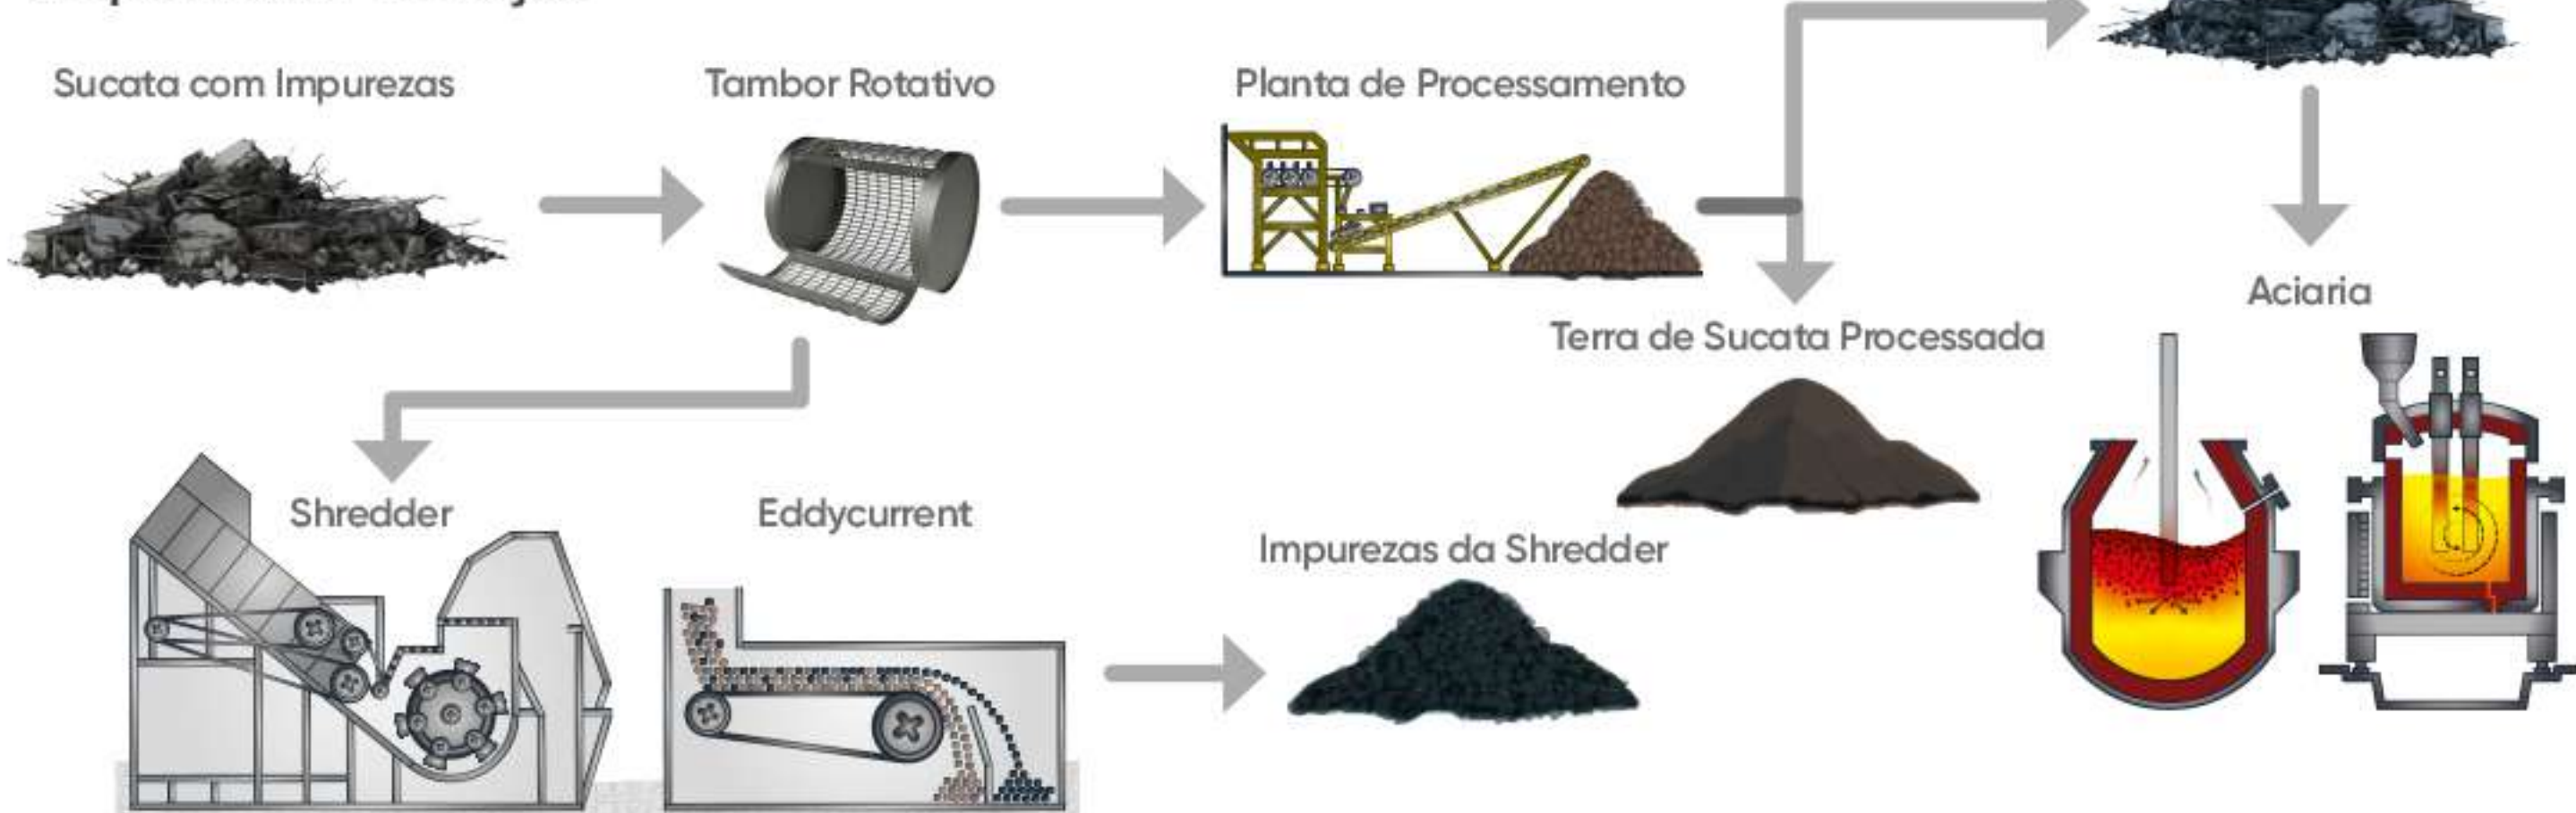 Sucata com Impurezas
Tambor Rotativo
Planta de Processamento
Aciaria
Terra de Sucata Processada
Shredder
Eddycurrent
Impurezas da Shredder